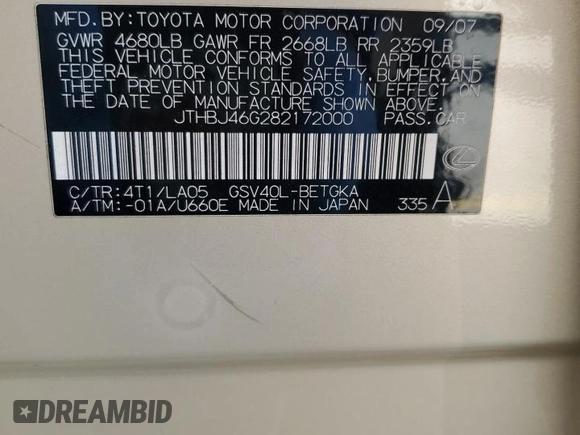 MFD. BY: TOYOTA MOTOR CORPORATION 09/07
GVWR 4680LB GAWR FR 2668LB RR 2359LB
THIS VEHICLE CONFORMS TO ALL APPLICABLE
FEDERAL MOTOR VEHICLE SAFETY, BUMPER, AND
THEFT PREVENTION STANDARDS IN EFFECT ON
THE DATE OF MANUFACTURE SHOWN ABOVE.
JTHBJ46G282172000 PASS. CAR
C/TR: 4T1/LA05 GSV40L-BETGKA
A/TM: -01A/U660E MADE IN JAPAN 335 A
DREAMBID